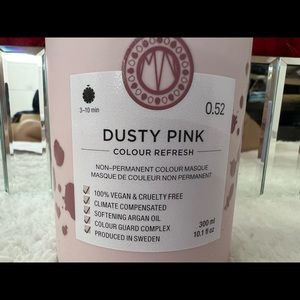 3–10 min
0.52
DUSTY PINK
COLOUR REFRESH
NON-PERMANENT COLOUR MASQUE
MASQUE DE COULEUR NON PERMANENT
100% VEGAN & CRUELTY FREE
CLIMATE COMPENSATED
SOFTENING ARGAN OIL
COLOUR GUARD COMPLEX
PRODUCED IN SWEDEN
300 ml
10.1 fl oz